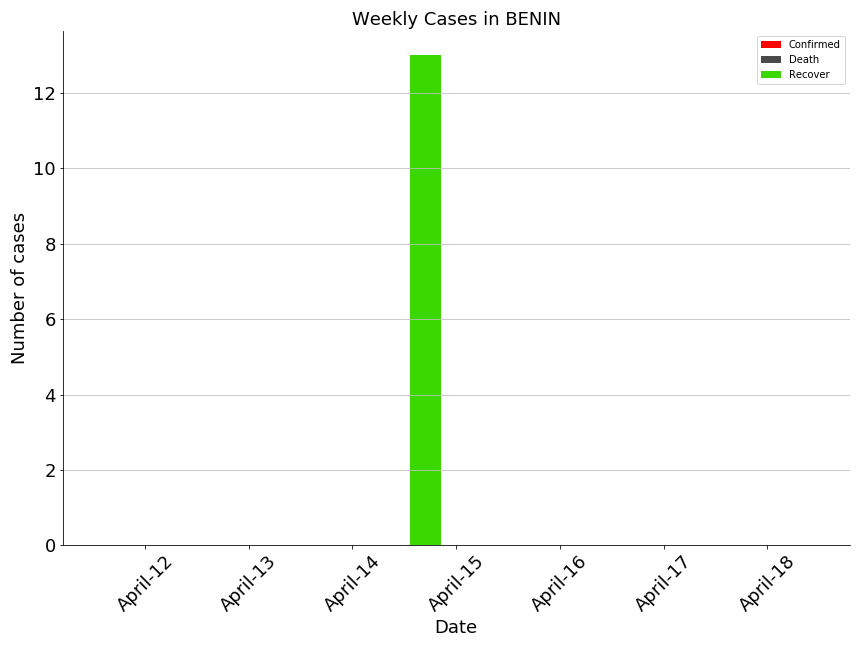 Weekly Cases in BENIN
Confirmed
Death
Recover
Number of cases
12
10
8
6
4
2
0
April-12
April-13
April-14
April-15
April-16
April-17
April-18
Date